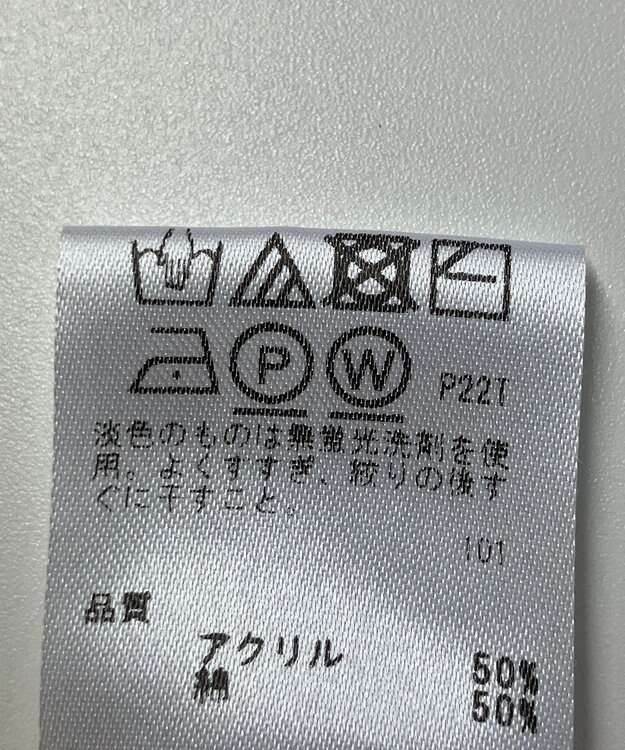 P W P22T
淡色のものは無蛍光洗剤を使
用。よくすすぎ、絞りの後す
ぐに干すこと。
101
品質
アクリル 50%
綿 50%